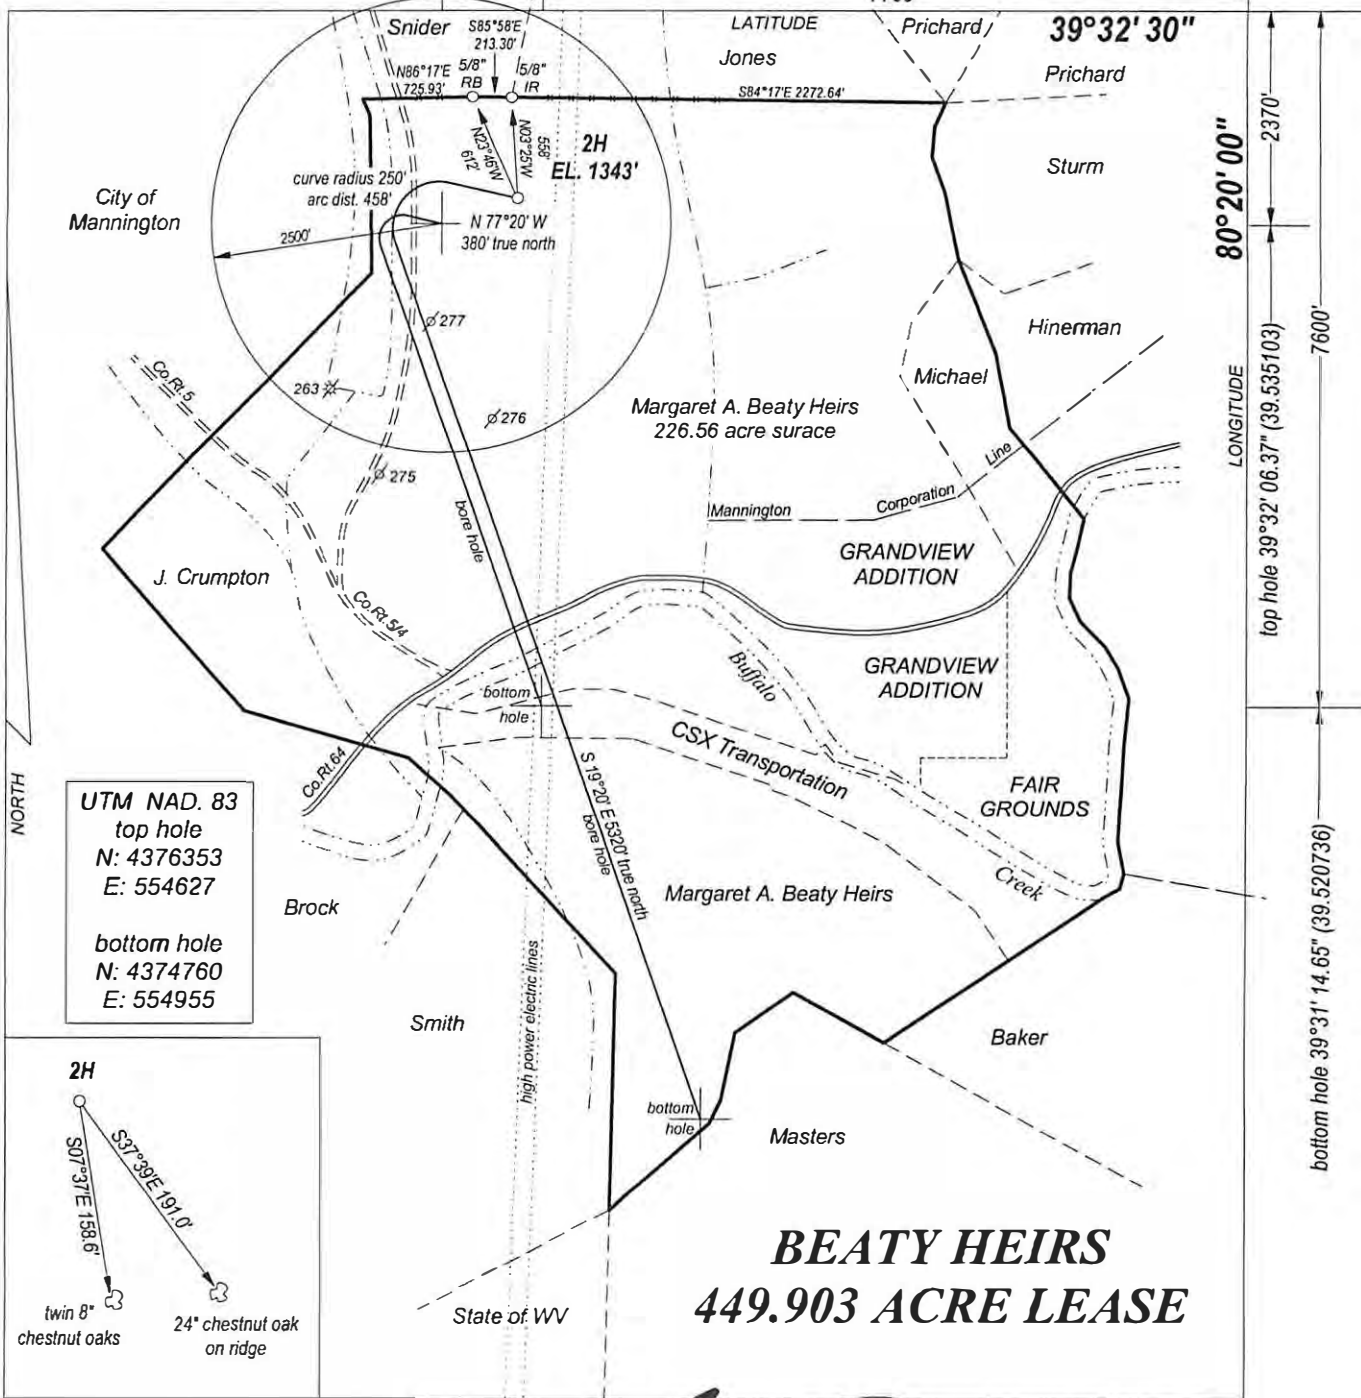 LATITUDE
39°32' 30"
Snider
S85°58'E
213.30'
Jones
Prichard
Prichard
N86°17'E
725.93'
5/8"
RB
5/8"
IR
S84°17'E 2272.64'
N23°46'W
612'
N03°25'W
558'
2H
EL. 1343'
Sturm
80°20' 00"
LONGITUDE
2370'
7600'
top hole 39°32' 06.37" (39.535103)
bottom hole 39°31' 14.65" (39.520736)
City of
Mannington
curve radius 250'
arc dist. 458'
N 77°20' W
380' true north
2500'
277
263
276
275
Hinerman
Michael
Margaret A. Beaty Heirs
226.56 acre surace
Co.Rt.5
bore hole
Mannington
Corporation
Line
GRANDVIEW
ADDITION
J. Crumpton
Co.Rt.5/4
GRANDVIEW
ADDITION
Buffalo
bottom
hole
CSX Transportation
Co.Rt.64
S 19°20' E 5320' true north
bore hole
FAIR
GROUNDS
Creek
NORTH
UTM NAD. 83
top hole
N: 4376353
E: 554627
bottom hole
N: 4374760
E: 554955
Brock
Margaret A. Beaty Heirs
high power electric lines
Smith
Baker
bottom
hole
Masters
2H
S07°37'E 158.6'
S37°39'E 191.0'
twin 8"
chestnut oaks
24" chestnut oak
on ridge
State of WV
BEATY HEIRS
449.903 ACRE LEASE